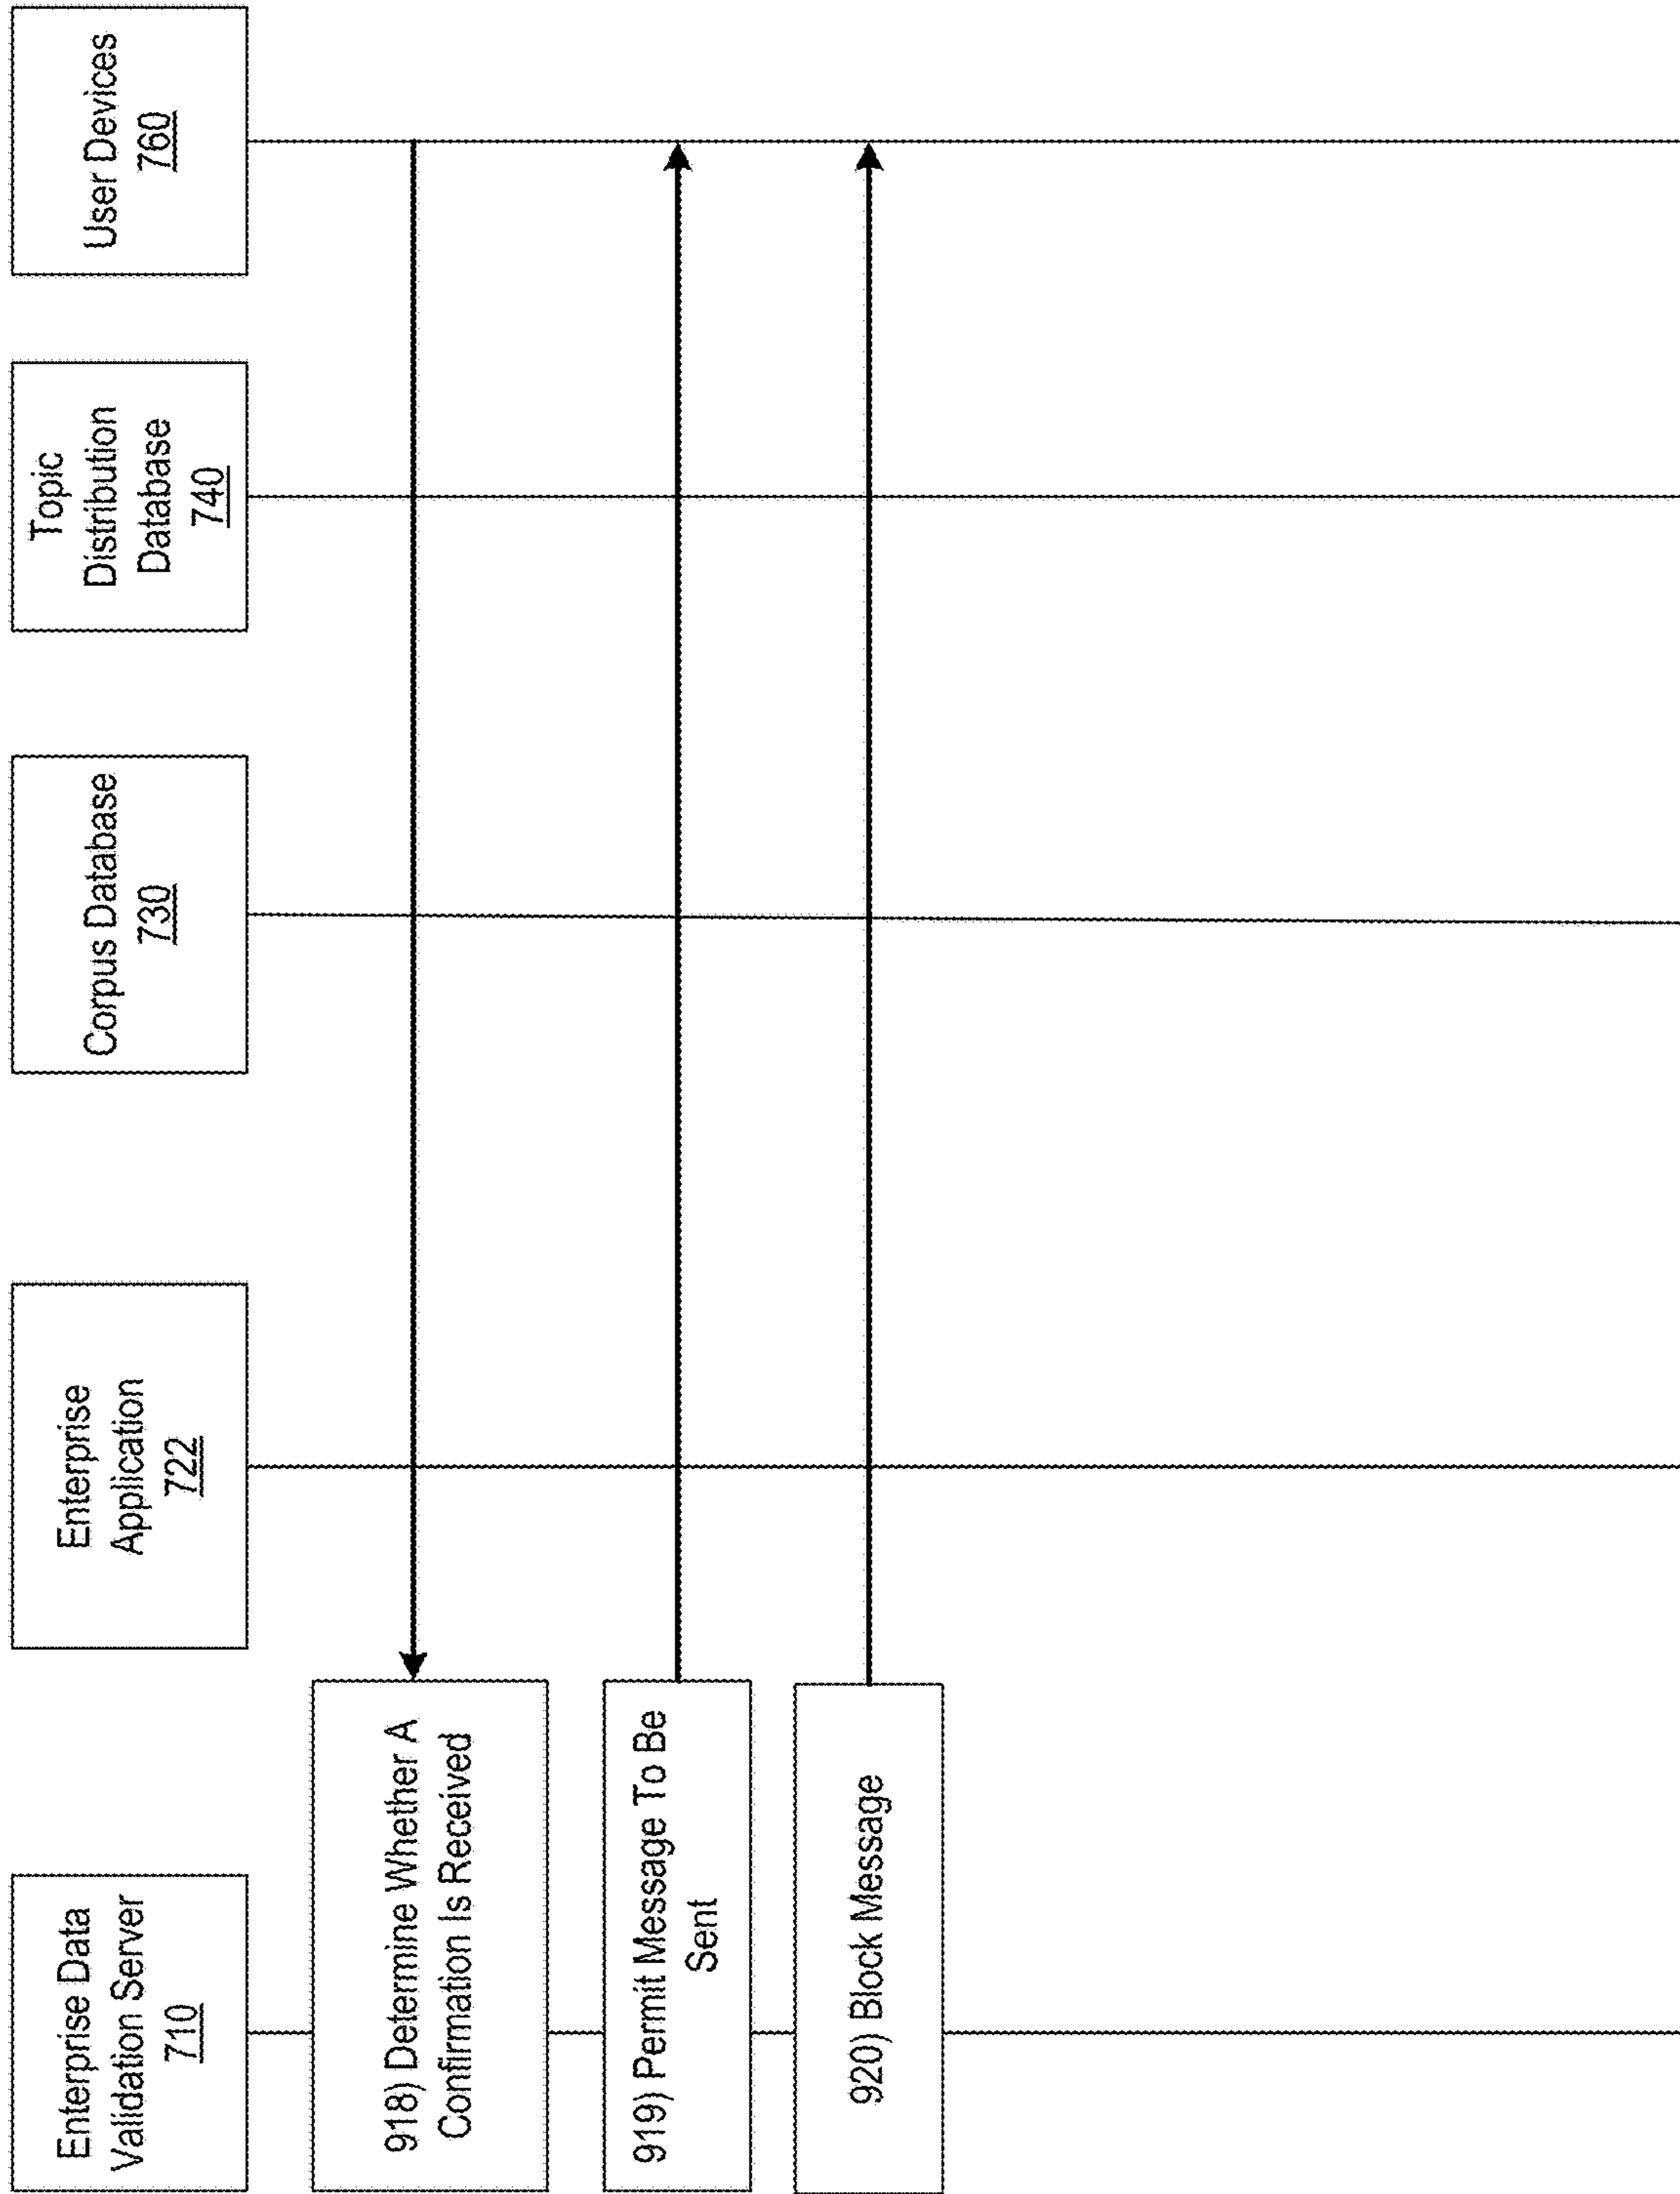 Enterprise Data
Validation Server
710
Enterprise
Application
722
Corpus Database
730
Topic
Distribution
Database
740
User Devices
760
918) Determine Whether A
Confirmation Is Received
919) Permit Message To Be
Sent
920) Block Message